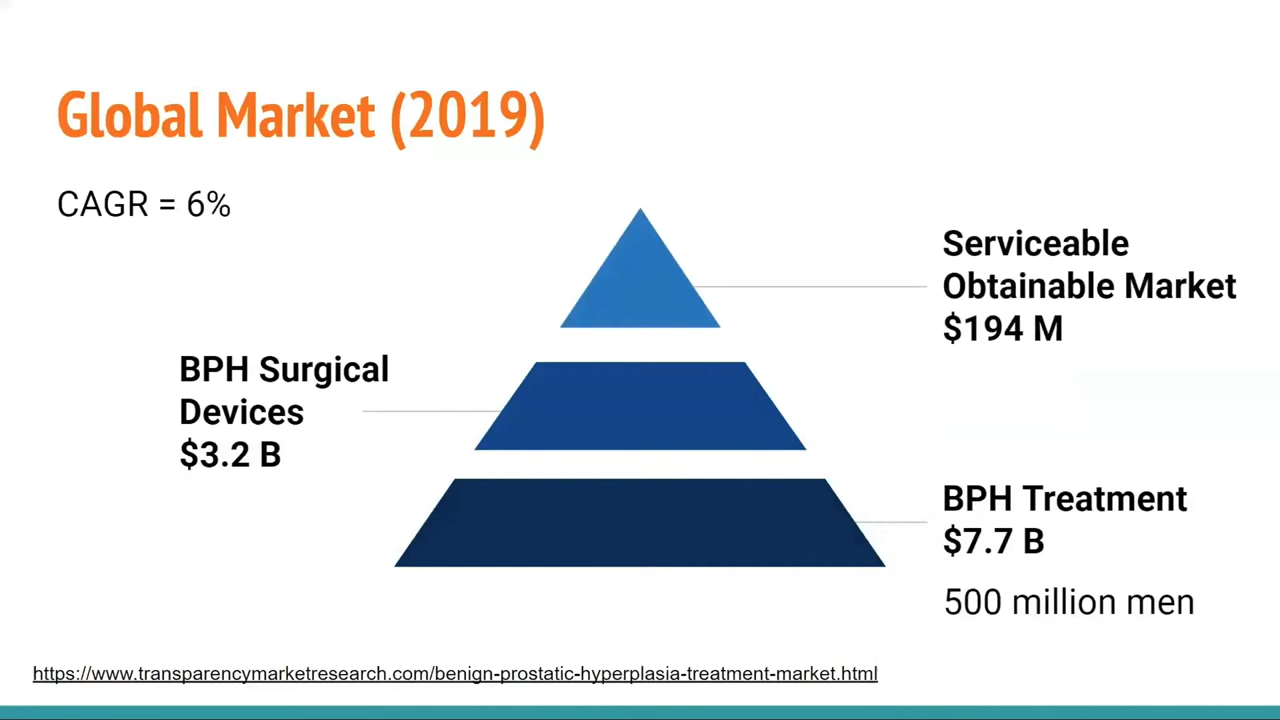 Global Market (2019)
CAGR = 6%
Serviceable
Obtainable Market
$194 M
BPH Surgical
Devices
$3.2 B
BPH Treatment
$7.7 B
500 million men
https://www.transparencymarketresearch.com/benign-prostatic-hyperplasia-treatment-market.html